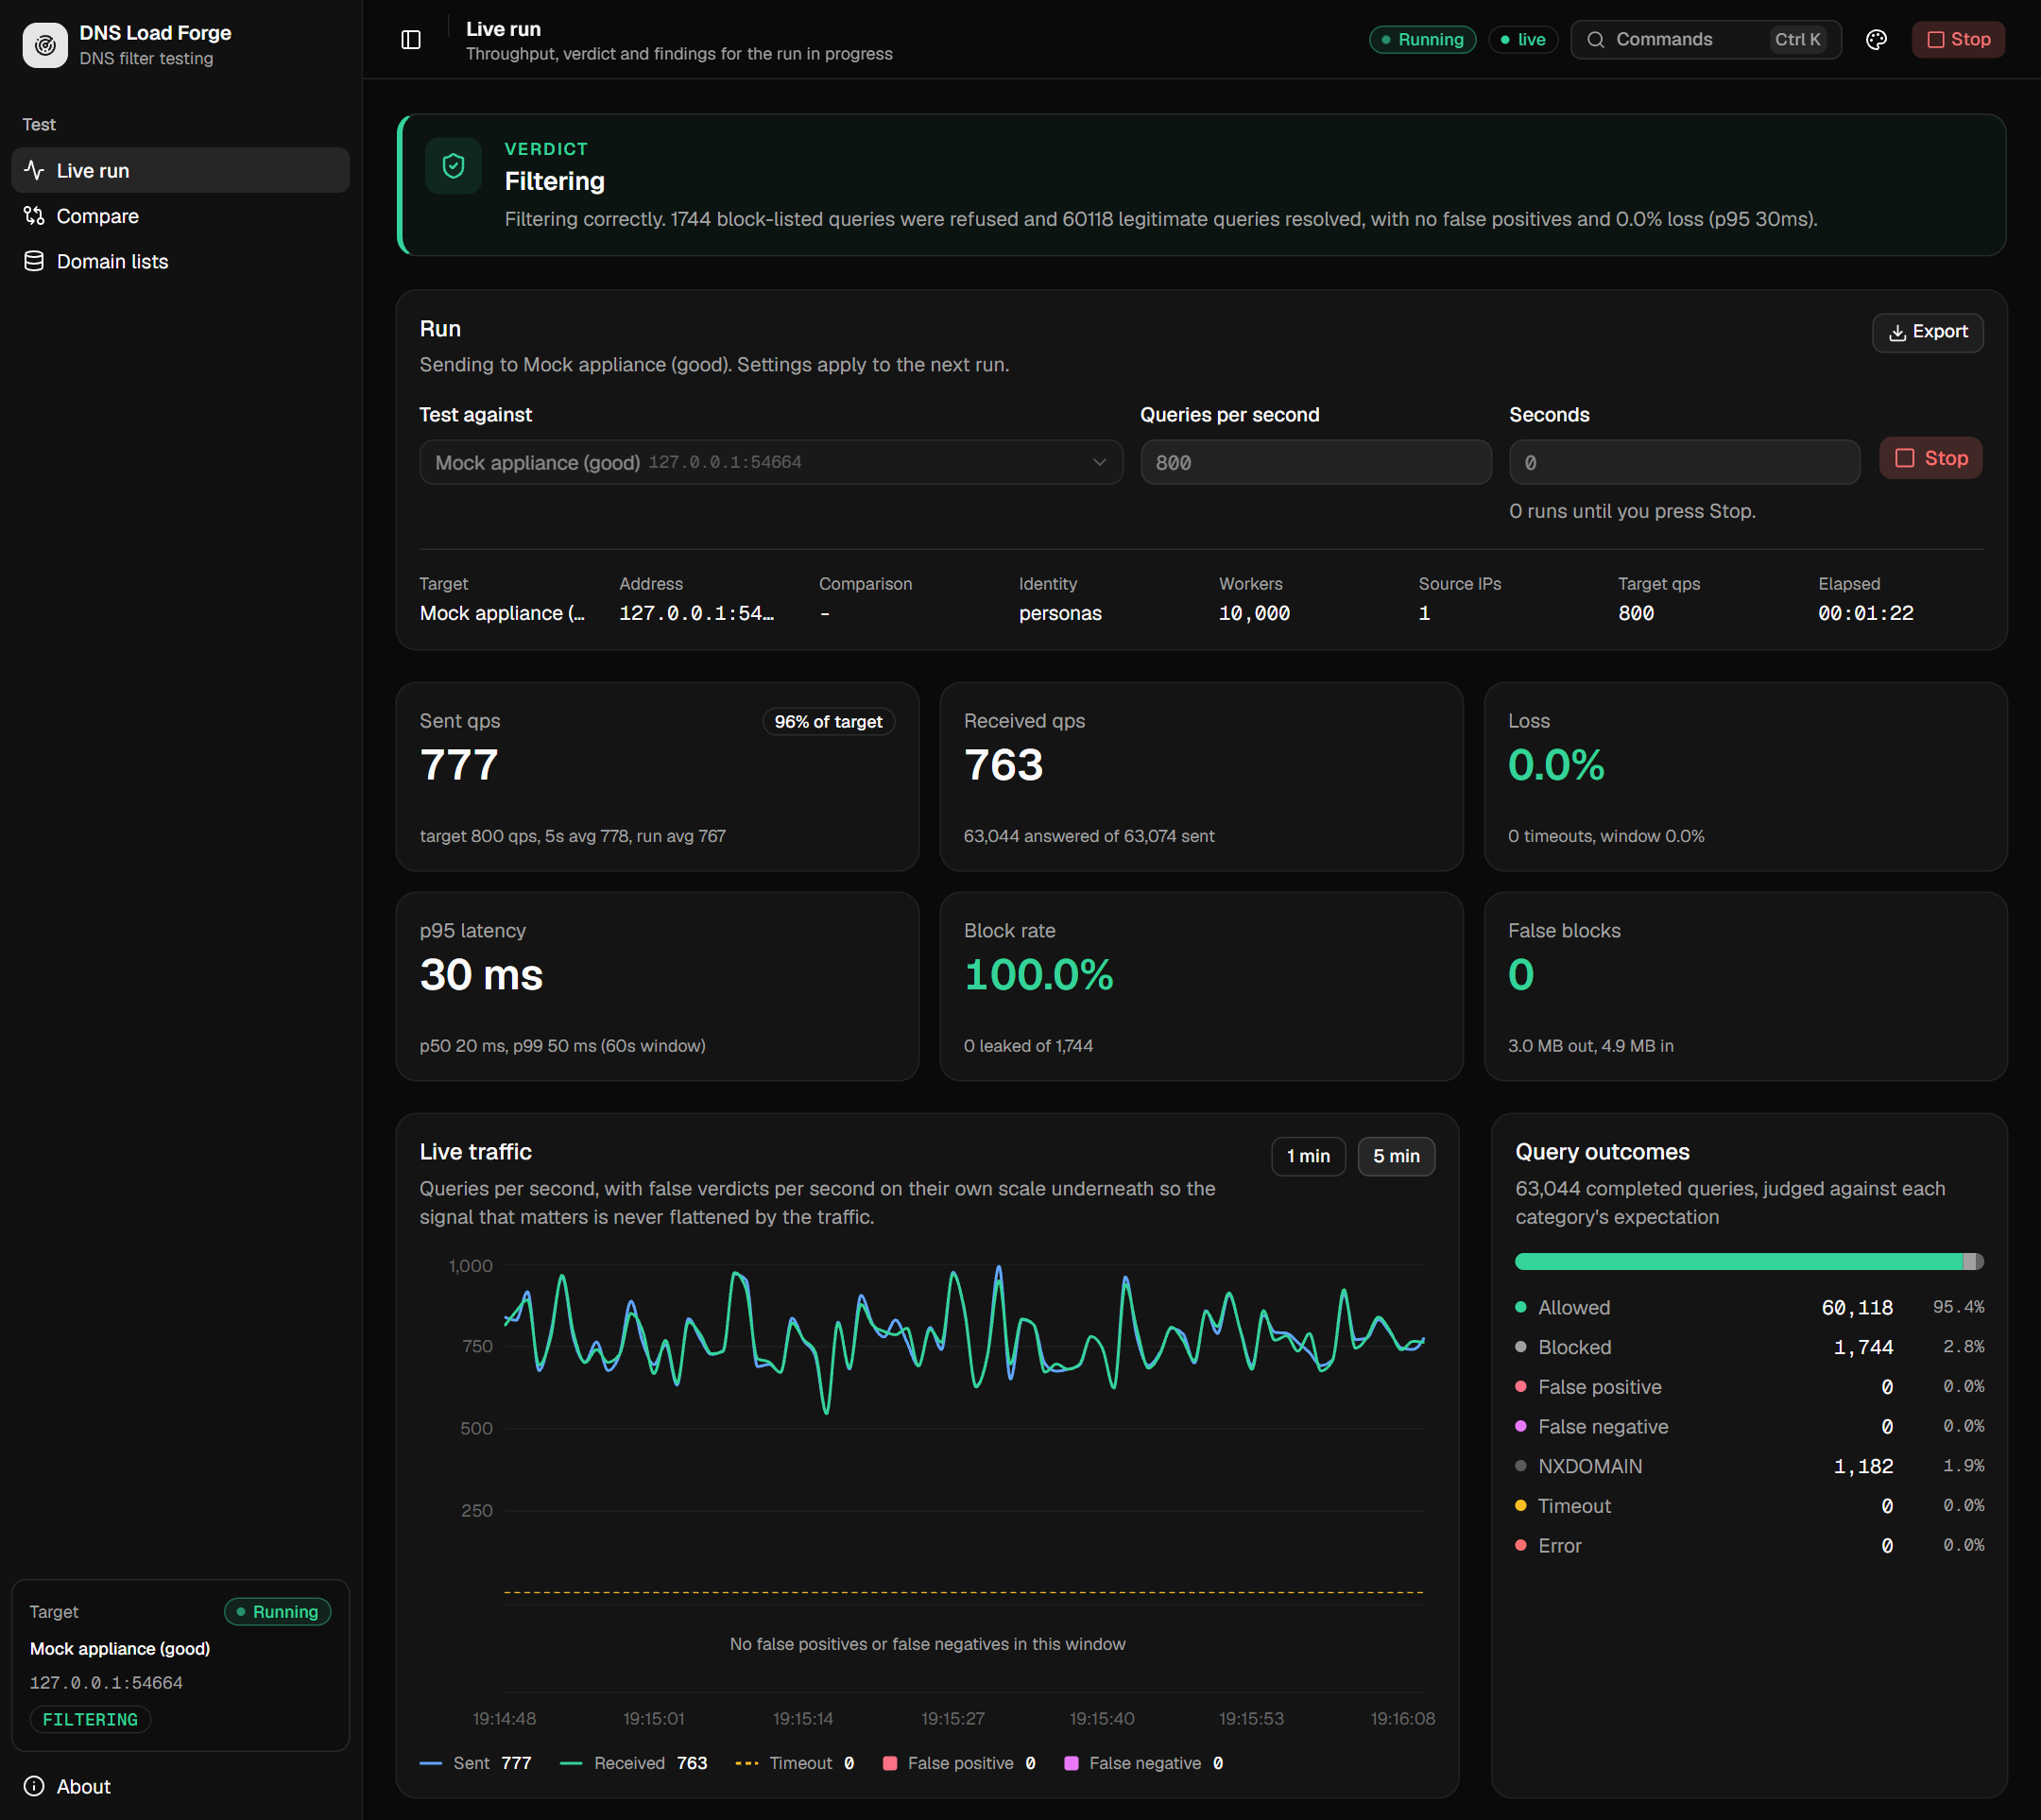 DNS Load Forge
DNS filter testing
Test
Live run
Compare
Domain lists
Target
Running
Mock appliance (good)
127.0.0.1:54664
FILTERING
About
Live run
Throughput, verdict and findings for the run in progress
Running
live
Commands
Ctrl K
Stop
VERDICT
Filtering
Filtering correctly. 1744 block-listed queries were refused and 60118 legitimate queries resolved, with no false positives and 0.0% loss (p95 30ms).
Run
Sending to Mock appliance (good). Settings apply to the next run.
Export
Test against
Queries per second
Seconds
Mock appliance (good) 127.0.0.1:54664
800
0
Stop
0 runs until you press Stop.
Target
Address
Comparison
Identity
Workers
Source IPs
Target qps
Elapsed
Mock appliance (...
127.0.0.1:54...
-
personas
10,000
1
800
00:01:22
Sent qps
96% of target
777
target 800 qps, 5s avg 778, run avg 767
Received qps
763
63,044 answered of 63,074 sent
Loss
0.0%
0 timeouts, window 0.0%
p95 latency
30 ms
p50 20 ms, p99 50 ms (60s window)
Block rate
100.0%
0 leaked of 1,744
False blocks
0
3.0 MB out, 4.9 MB in
Live traffic
1 min
5 min
Queries per second, with false verdicts per second on their own scale underneath so the
signal that matters is never flattened by the traffic.
1,000
750
500
250
No false positives or false negatives in this window
19:14:48
19:15:01
19:15:14
19:15:27
19:15:40
19:15:53
19:16:08
Sent 777
Received 763
Timeout 0
False positive 0
False negative 0
Query outcomes
63,044 completed queries, judged against each
category's expectation
Allowed 60,118 95.4%
Blocked 1,744 2.8%
False positive 0 0.0%
False negative 0 0.0%
NXDOMAIN 1,182 1.9%
Timeout 0 0.0%
Error 0 0.0%